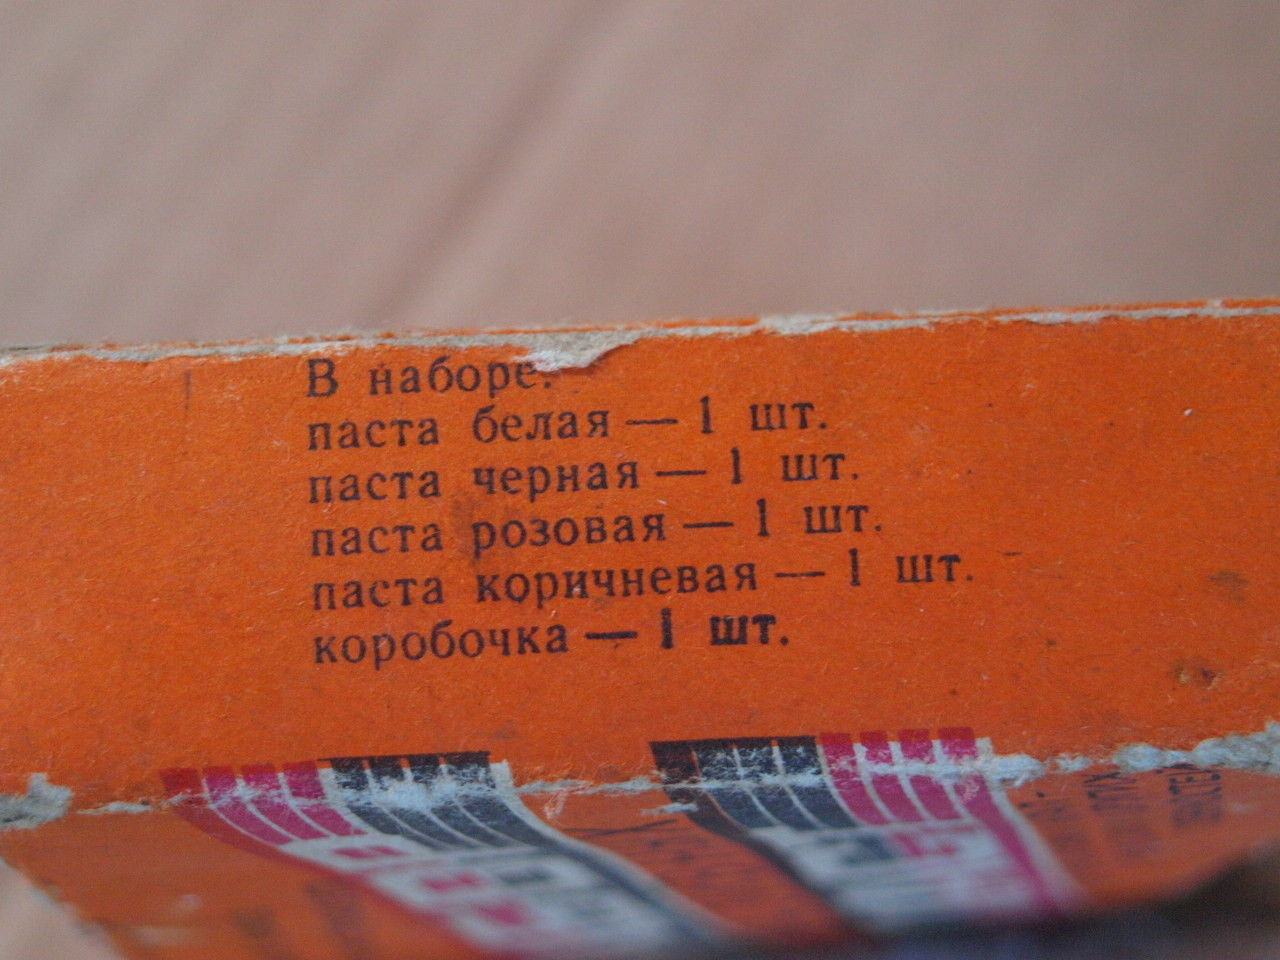 В наборе:
паста белая — 1 шт.
паста черная — 1 шт.
паста розовая — 1 шт.
паста коричневая — 1 шт.
коробочка — 1 шт.